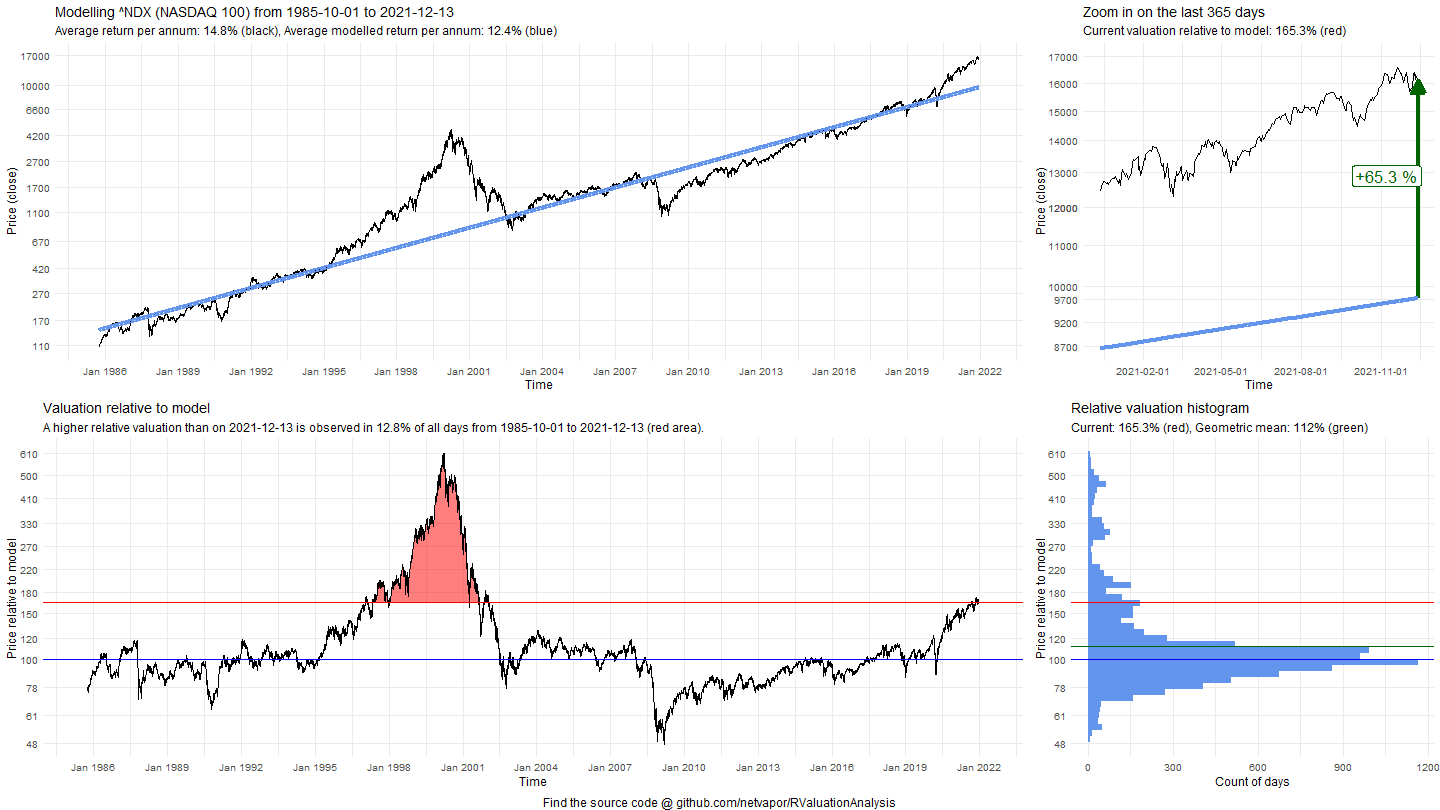 Modelling ^NDX (NASDAQ 100) from 1985-10-01 to 2021-12-13
Average return per annum: 14.8% (black), Average modelled return per annum: 12.4% (blue)
Price (close)
17000
10000
6600
4200
2700
1700
1100
670
420
270
170
110
Jan 1986 Jan 1989 Jan 1992 Jan 1995 Jan 1998 Jan 2001 Jan 2004 Jan 2007 Jan 2010 Jan 2013 Jan 2016 Jan 2019 Jan 2022
Time
Zoom in on the last 365 days
Current valuation relative to model: 165.3% (red)
Price (close)
17000
16000
15000
14000
13000
12000
11000
10000
9700
9200
8700
+65.3 %
2021-02-01 2021-05-01 2021-08-01 2021-11-01
Time
Valuation relative to model
A higher relative valuation than on 2021-12-13 is observed in 12.8% of all days from 1985-10-01 to 2021-12-13 (red area).
Price relative to model
610
500
410
330
270
220
180
150
120
100
78
61
48
Jan 1986 Jan 1989 Jan 1992 Jan 1995 Jan 1998 Jan 2001 Jan 2004 Jan 2007 Jan 2010 Jan 2013 Jan 2016 Jan 2019 Jan 2022
Time
Relative valuation histogram
Current: 165.3% (red), Geometric mean: 112% (green)
Price relative to model
610
500
410
330
270
220
180
150
120
100
78
61
48
0 300 600 900 1200
Count of days
Find the source code @ github.com/netvapor/RValuationAnalysis